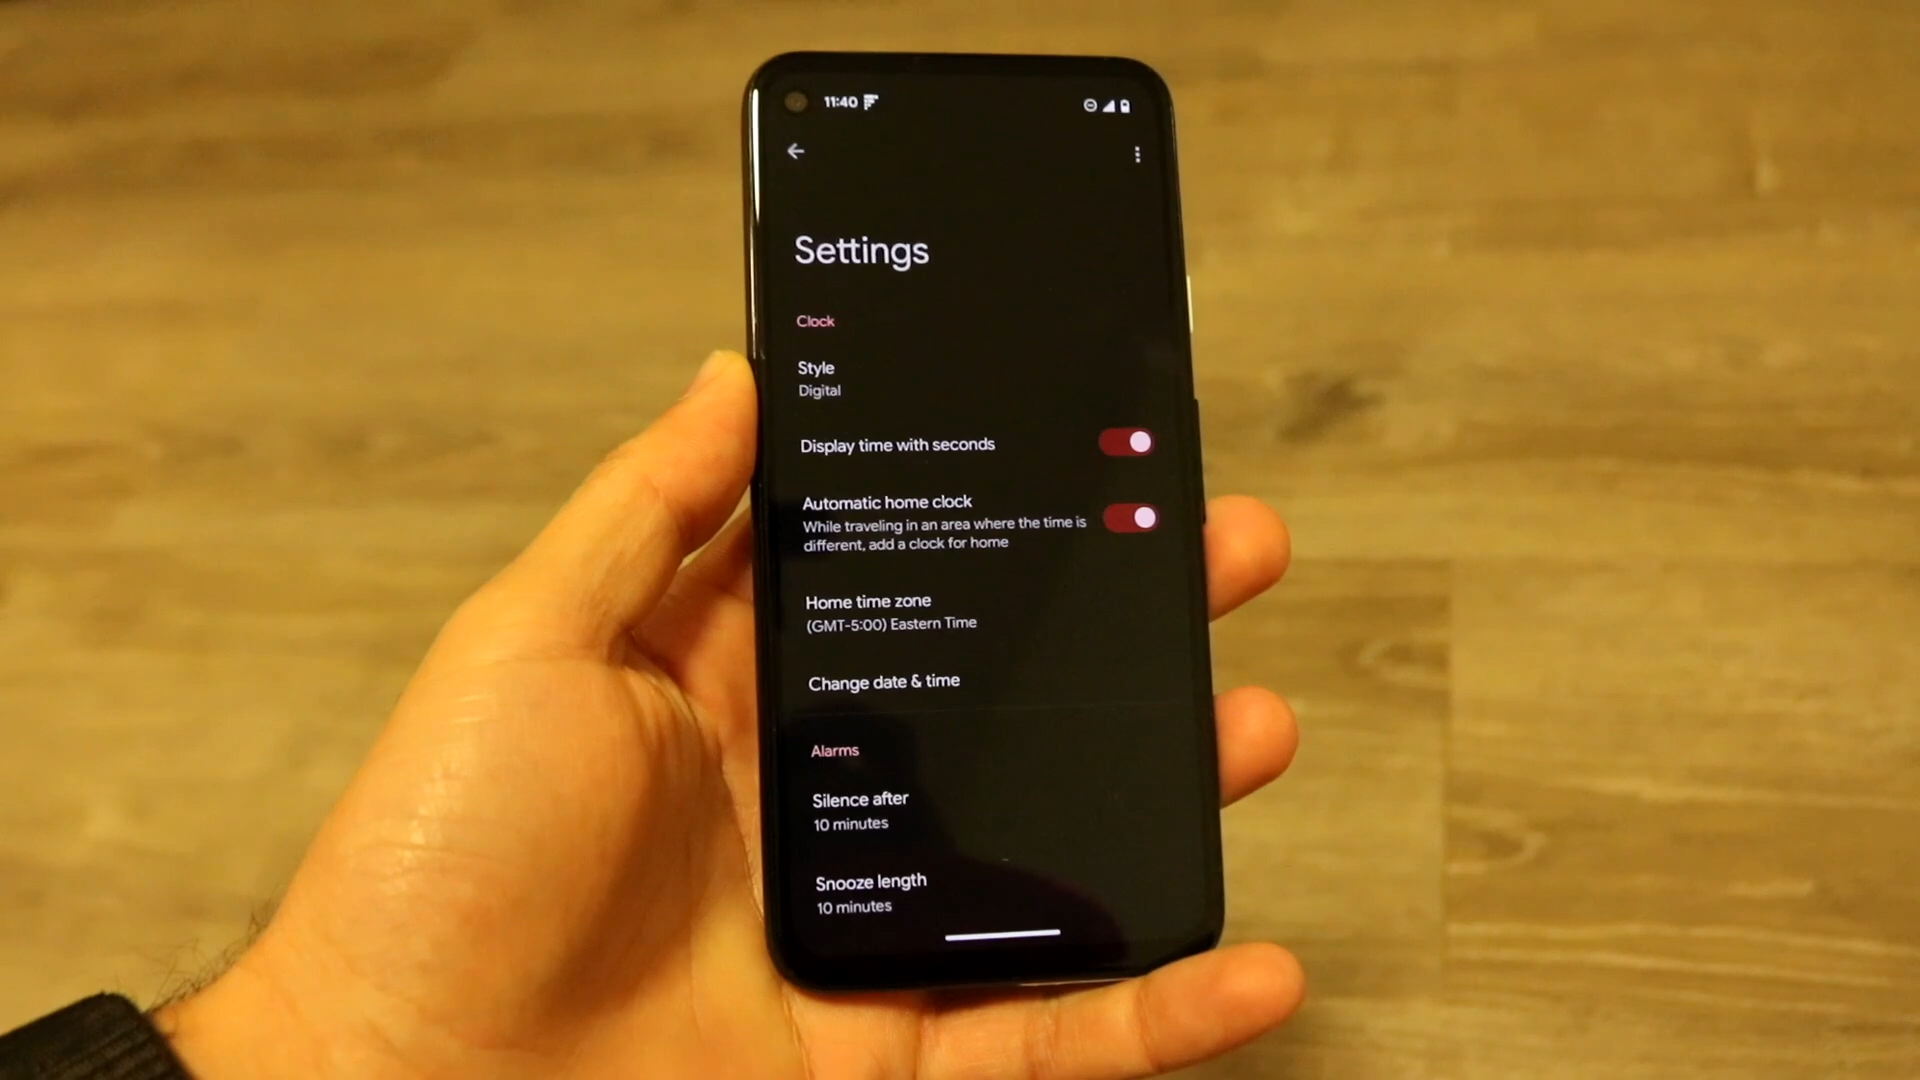 11:40
Settings
Clock
Style
Digital
Display time with seconds
Automatic home clock
While traveling in an area where the time is
different, add a clock for home
Home time zone
(GMT-5:00) Eastern Time
Change date & time
Alarms
Silence after
10 minutes
Snooze length
10 minutes